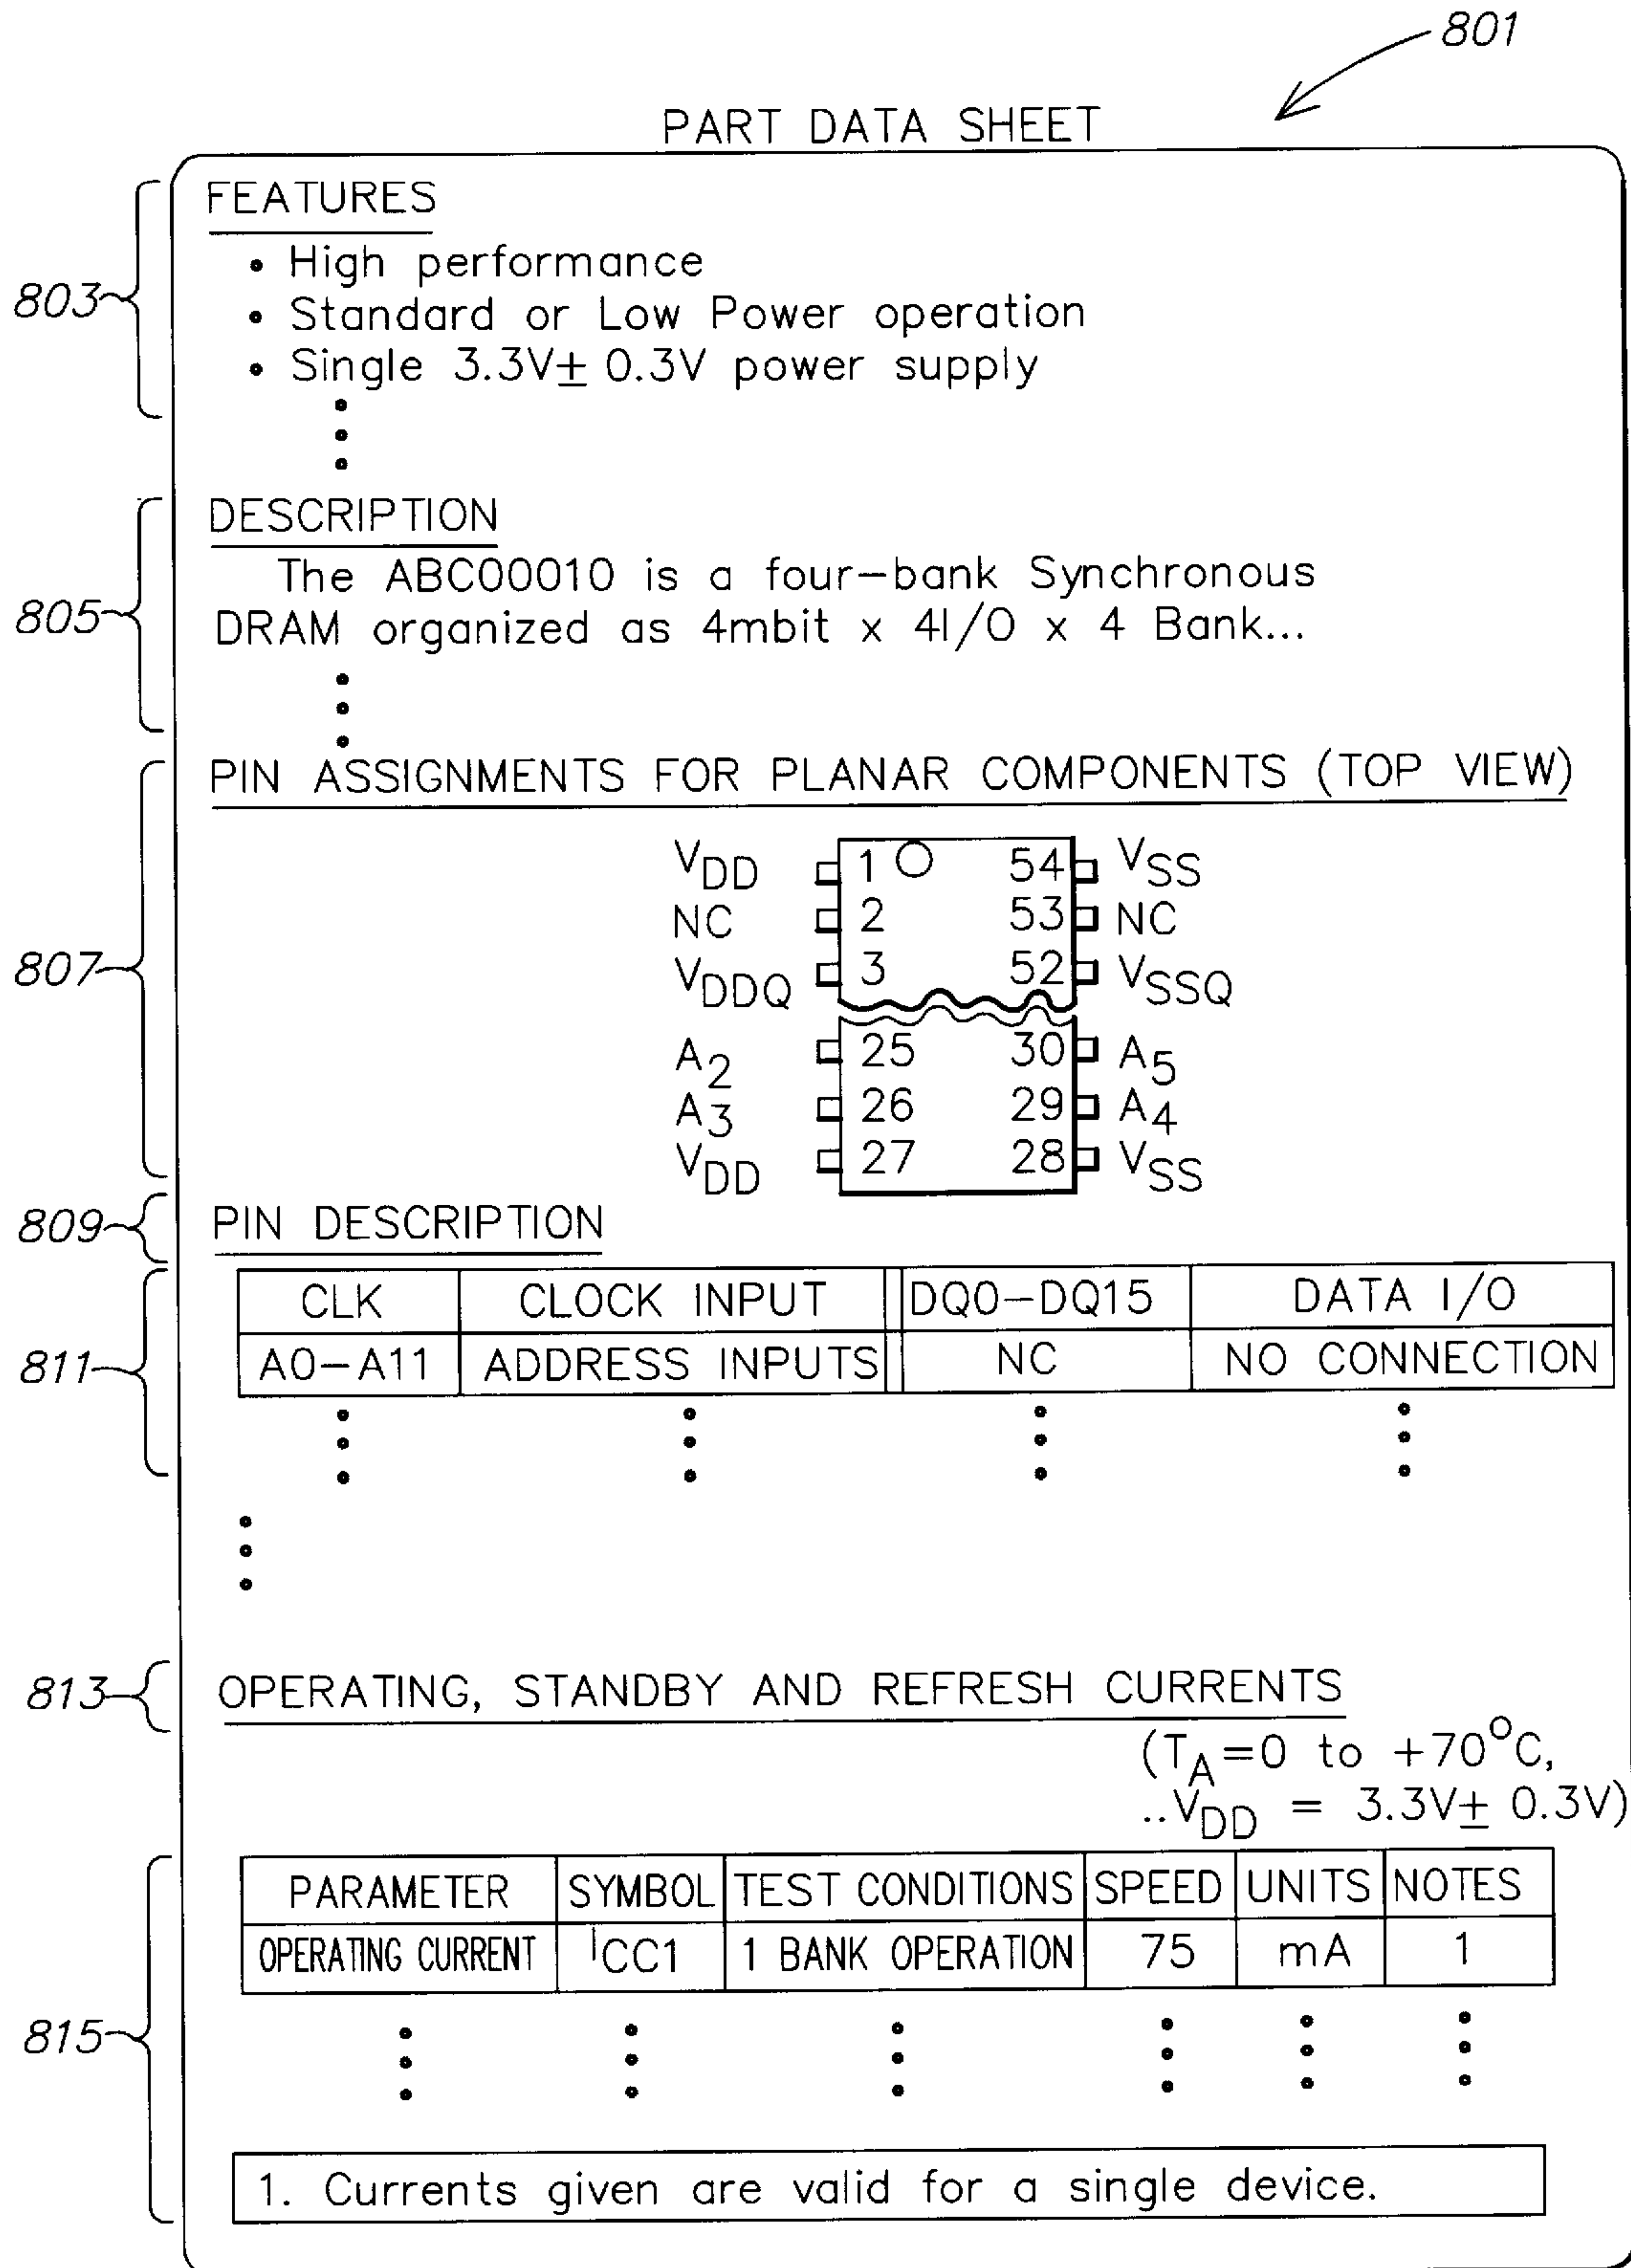 801
PART DATA SHEET
803
FEATURES
• High performance
• Standard or Low Power operation
• Single 3.3V± 0.3V power supply
805
DESCRIPTION
The ABC00010 is a four-bank Synchronous
DRAM organized as 4mbit x 4I/O x 4 Bank...
807
PIN ASSIGNMENTS FOR PLANAR COMPONENTS (TOP VIEW)
VDD 1 54 VSS
NC 2 53 NC
VDDQ 3 52 VSSQ
A2 25 30 A5
A3 26 29 A4
VDD 27 28 VSS
809
PIN DESCRIPTION
811
CLK CLOCK INPUT DQ0-DQ15 DATA I/O
A0-A11 ADDRESS INPUTS NC NO CONNECTION
813
OPERATING, STANDBY AND REFRESH CURRENTS
(TA=0 to +70°C,
..VDD = 3.3V± 0.3V)
815
PARAMETER SYMBOL TEST CONDITIONS SPEED UNITS NOTES
OPERATING CURRENT ICC1 1 BANK OPERATION 75 mA 1
1. Currents given are valid for a single device.